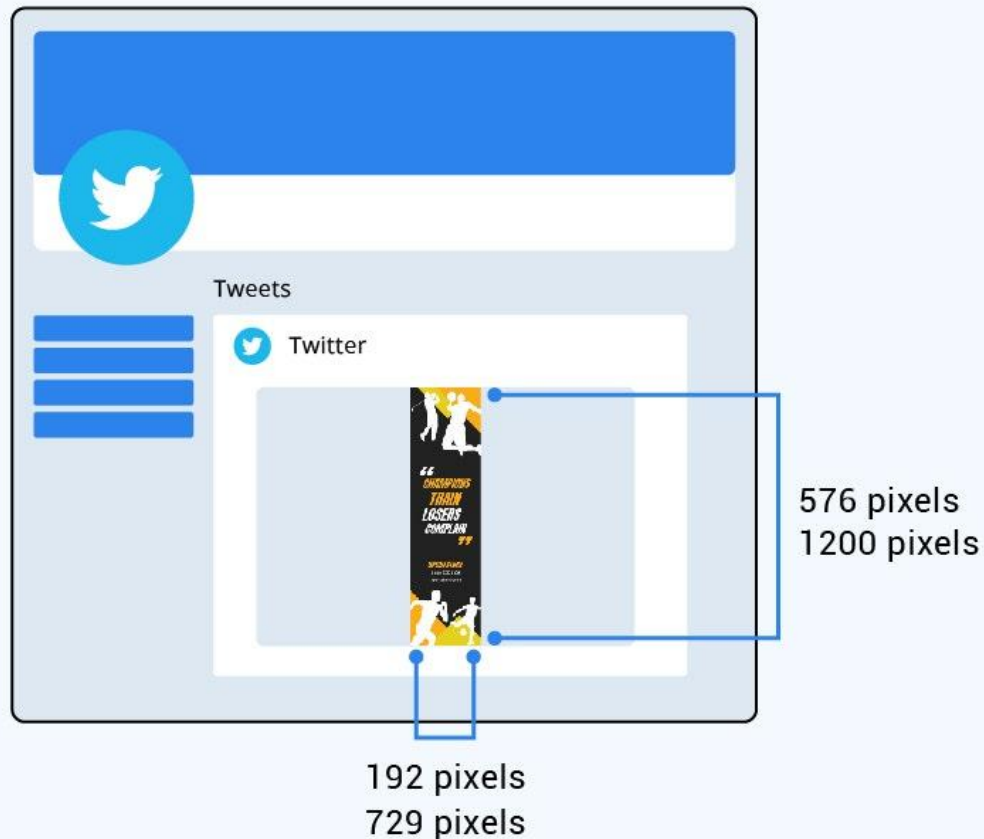 Tweets
Twitter
“
CHAMPIONS
TRAIN
LOSERS
COMPLAIN
”
576 pixels
1200 pixels
192 pixels
729 pixels